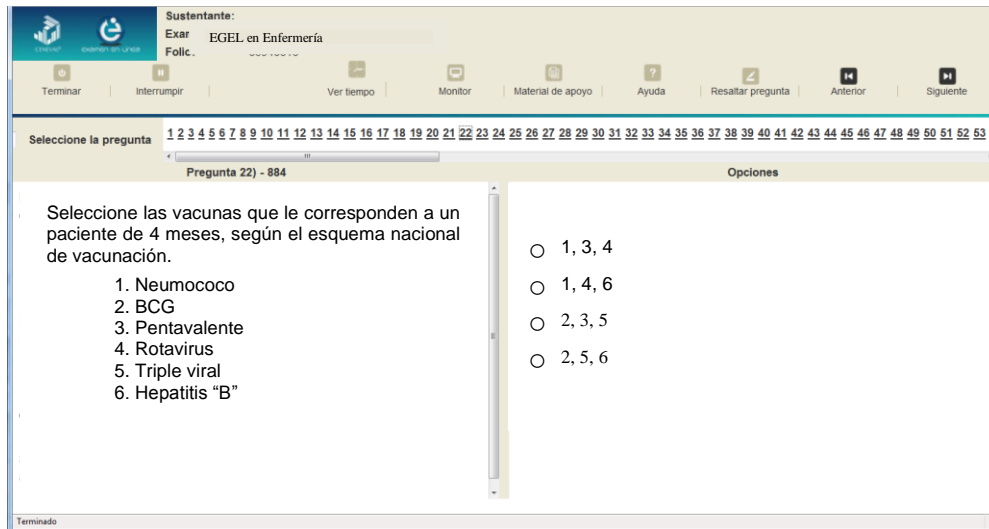 Sustentante:
Exar EGEL en Enfermería
Folic.
CENEVAL examen en línea
Terminar Interrumpir Ver tiempo Monitor Material de apoyo Ayuda Resaltar pregunta Anterior Siguiente
Seleccione la pregunta 1 2 3 4 5 6 7 8 9 10 11 12 13 14 15 16 17 18 19 20 21 22 23 24 25 26 27 28 29 30 31 32 33 34 35 36 37 38 39 40 41 42 43 44 45 46 47 48 49 50 51 52 53
Pregunta 22) - 884
Seleccione las vacunas que le corresponden a un
paciente de 4 meses, según el esquema nacional
de vacunación.
1. Neumococo
2. BCG
3. Pentavalente
4. Rotavirus
5. Triple viral
6. Hepatitis “B”
Opciones
1, 3, 4
1, 4, 6
2, 3, 5
2, 5, 6
Terminado